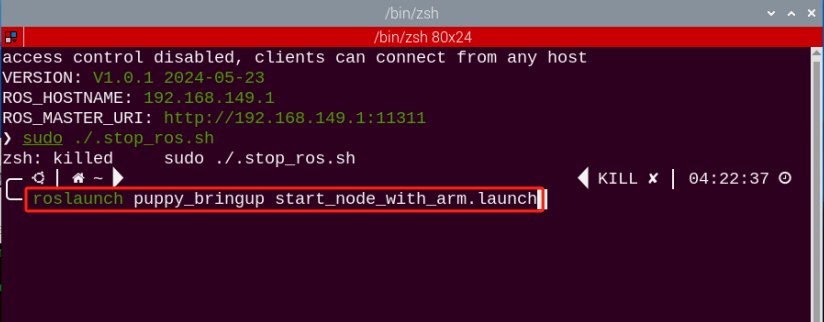 /bin/zsh
/bin/zsh 80x24
access control disabled, clients can connect from any host
VERSION: V1.0.1 2024-05-23
ROS_HOSTNAME: 192.168.149.1
ROS_MASTER_URI: http://192.168.149.1:11311
❯ sudo ./.stop_ros.sh
zsh: killed     sudo ./.stop_ros.sh
~ KILL ✘ 04:22:37
roslaunch puppy_bringup start_node_with_arm.launch